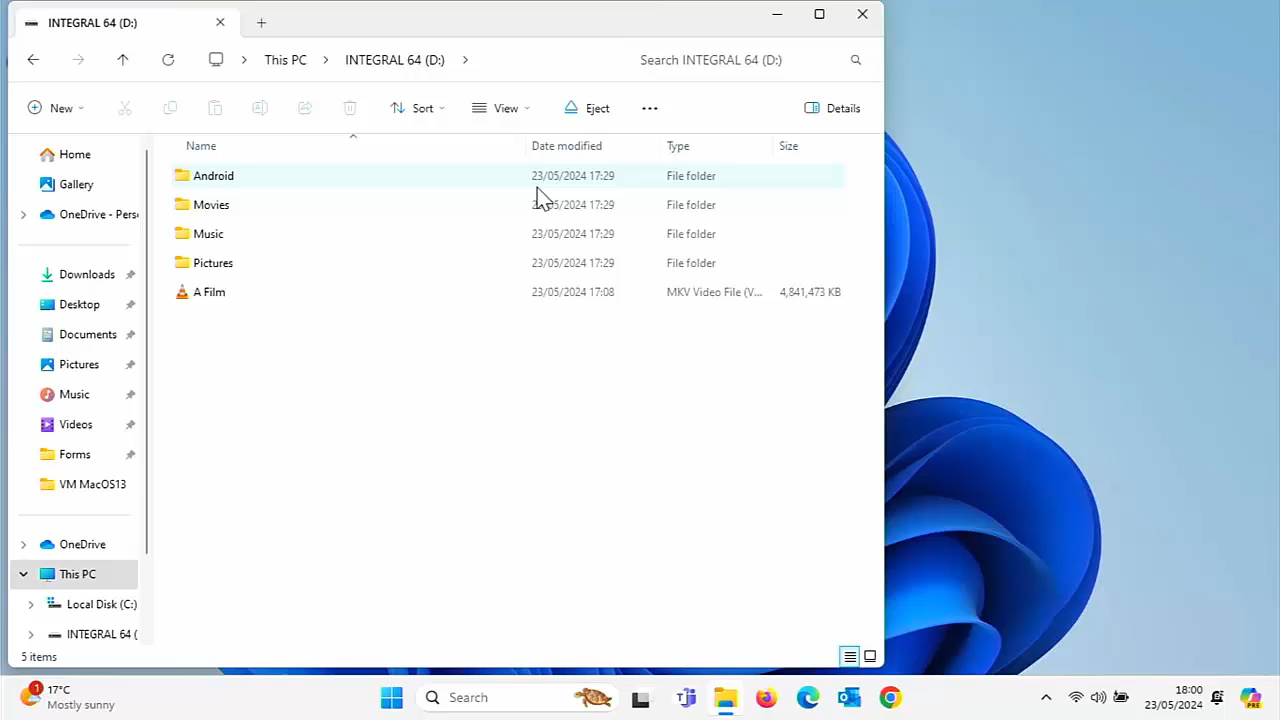 INTEGRAL 64 (D:)
This PC > INTEGRAL 64 (D:) >
Search INTEGRAL 64 (D:)
New
Sort
View
Eject
Details
Name
Date modified
Type
Size
Android 23/05/2024 17:29 File folder
Movies 23/05/2024 17:29 File folder
Music 23/05/2024 17:29 File folder
Pictures 23/05/2024 17:29 File folder
A Film 23/05/2024 17:08 MKV Video File (V... 4,841,473 KB
Home
Gallery
OneDrive - Pers
Downloads
Desktop
Documents
Pictures
Music
Videos
Forms
VM MacOS13
OneDrive
This PC
Local Disk (C:)
INTEGRAL 64 (
5 items
1
17°C
Mostly sunny
Search
18:00
23/05/2024
PRE